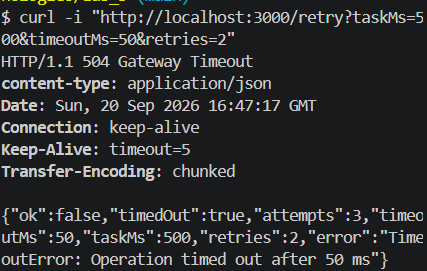 $ curl -i "http://localhost:3000/retry?taskMs=5
00&timeoutMs=50&retries=2"
HTTP/1.1 504 Gateway Timeout
content-type: application/json
Date: Sun, 20 Sep 2026 16:47:17 GMT
Connection: keep-alive
Keep-Alive: timeout=5
Transfer-Encoding: chunked

{"ok":false,"timedOut":true,"attempts":3,"timeo
utMs":50,"taskMs":500,"retries":2,"error":"Time
outError: Operation timed out after 50 ms"}